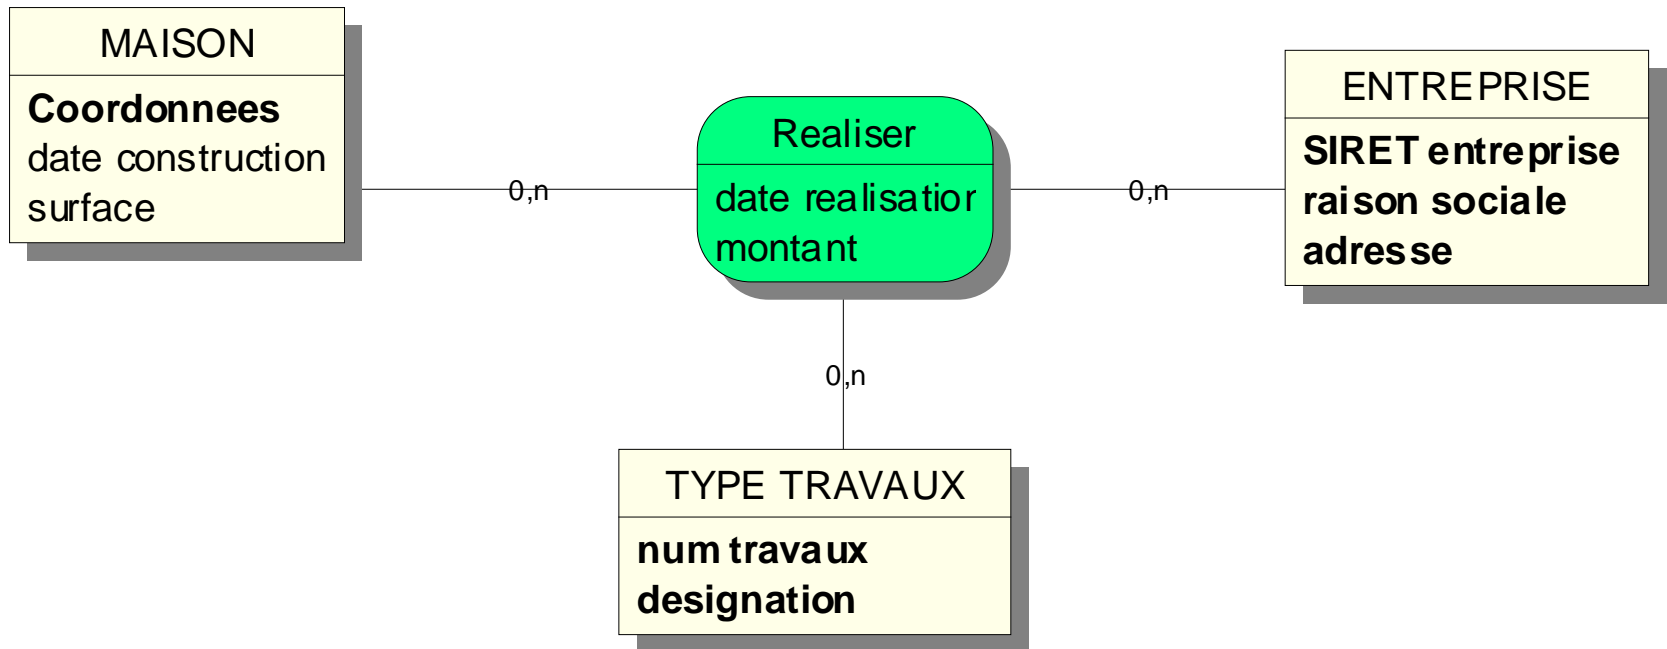 MAISON
Coordonnees
date construction
surface
0,n
Realiser
date realisation
montant
0,n
ENTREPRISE
SIRET entreprise
raison sociale
adresse
0,n
TYPE TRAVAUX
num travaux
designation